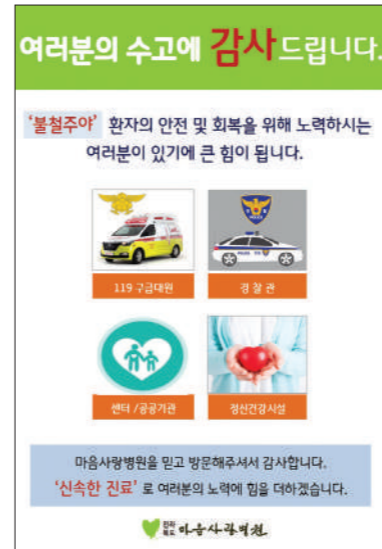 여러분의 수고에 감사드립니다.
‘불철주야’ 환자의 안전 및 회복을 위해 노력하시는
여러분이 있기에 큰 힘이 됩니다.
119 구급대원
경 찰 관
센터 /공공기관
정신건강시설
마음사랑병원을 믿고 방문해주셔서 감사합니다.
‘신속한 진료’ 로 여러분의 노력에 힘을 더하겠습니다.
전라북도 마음사랑병원